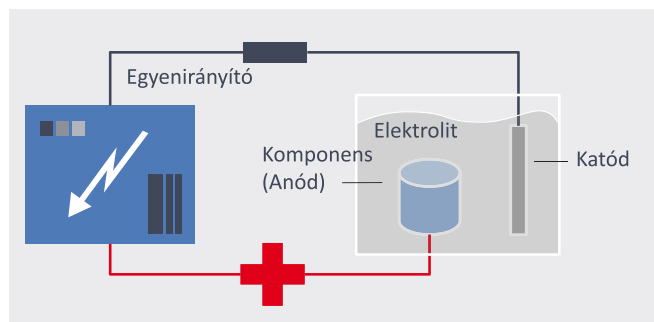 Egyenirányító
Elektrolit
Komponens
(Anód)
Katód